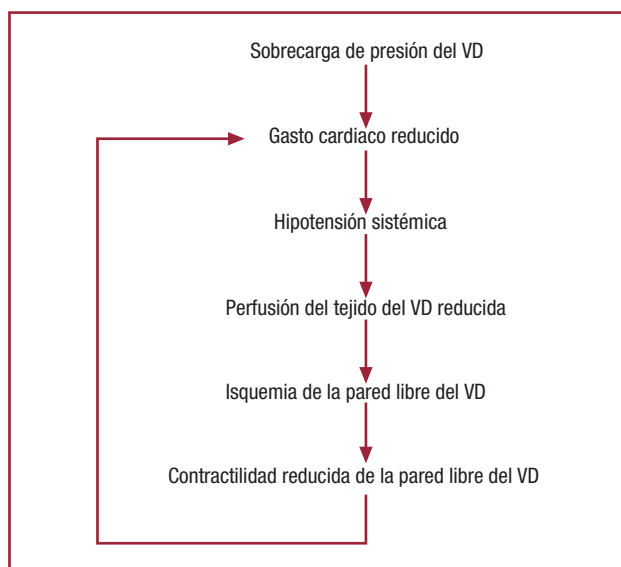 Sobrecarga de presión del VD
Gasto cardiaco reducido
Hipotensión sistémica
Perfusión del tejido del VD reducida
Isquemia de la pared libre del VD
Contractilidad reducida de la pared libre del VD